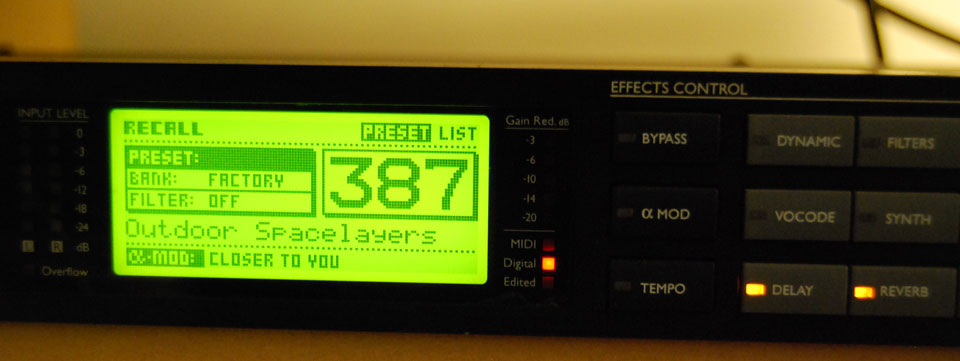 INPUT LEVEL
0
-3
-6
-12
-18
-24
L R dB
Overflow
RECALL PRESET LIST
PRESET:
BANK: FACTORY
FILTER: OFF
387
Outdoor Spacelayers
α-MOD: CLOSER TO YOU
Gain Red. dB
-3
-6
-10
-14
-20
MIDI
Digital
Edited
EFFECTS CONTROL
BYPASS DYNAMIC FILTERS
α MOD VOCODE SYNTH
TEMPO DELAY REVERB